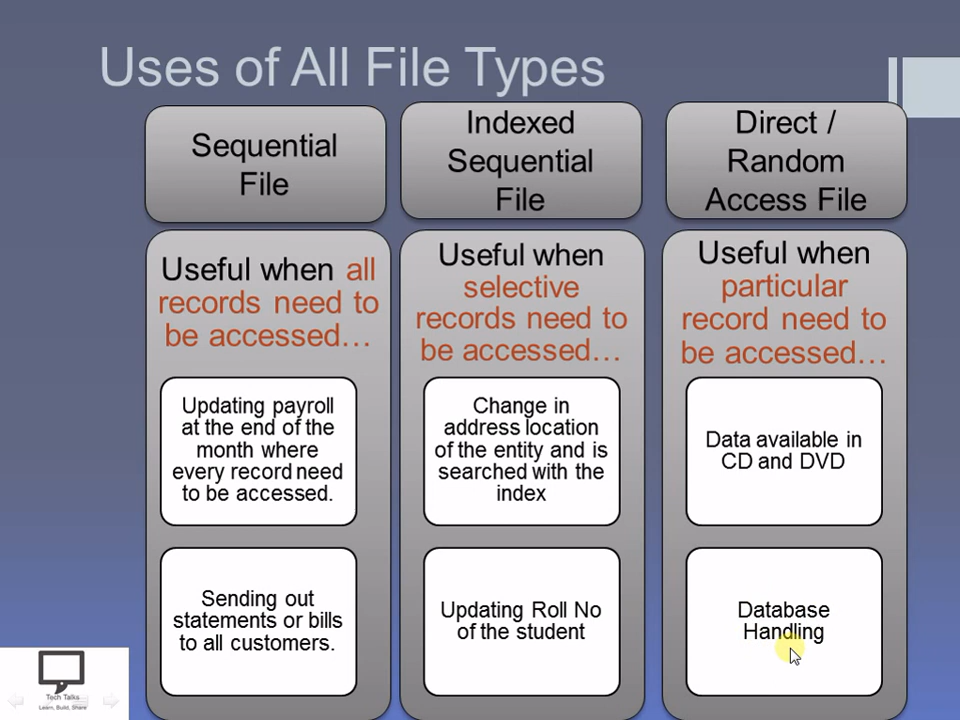 Uses of All File Types
Sequential
File
Indexed
Sequential
File
Direct /
Random
Access File
Useful when all
records need to
be accessed…
Updating payroll
at the end of the
month where
every record need
to be accessed.
Sending out
statements or bills
to all customers.
Useful when
selective
records need to
be accessed…
Change in
address location
of the entity and is
searched with the
index
Updating Roll No
of the student
Useful when
particular
record need to
be accessed…
Data available in
CD and DVD
Database
Handling
Tech Talks
Learn, Build, Share